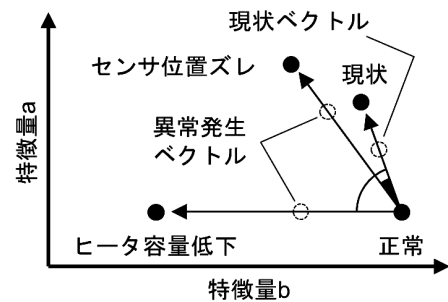 現状ベクトル
センサ位置ズレ
現状
異常発生
ベクトル
特徴量a
ヒータ容量低下
正常
特徴量b